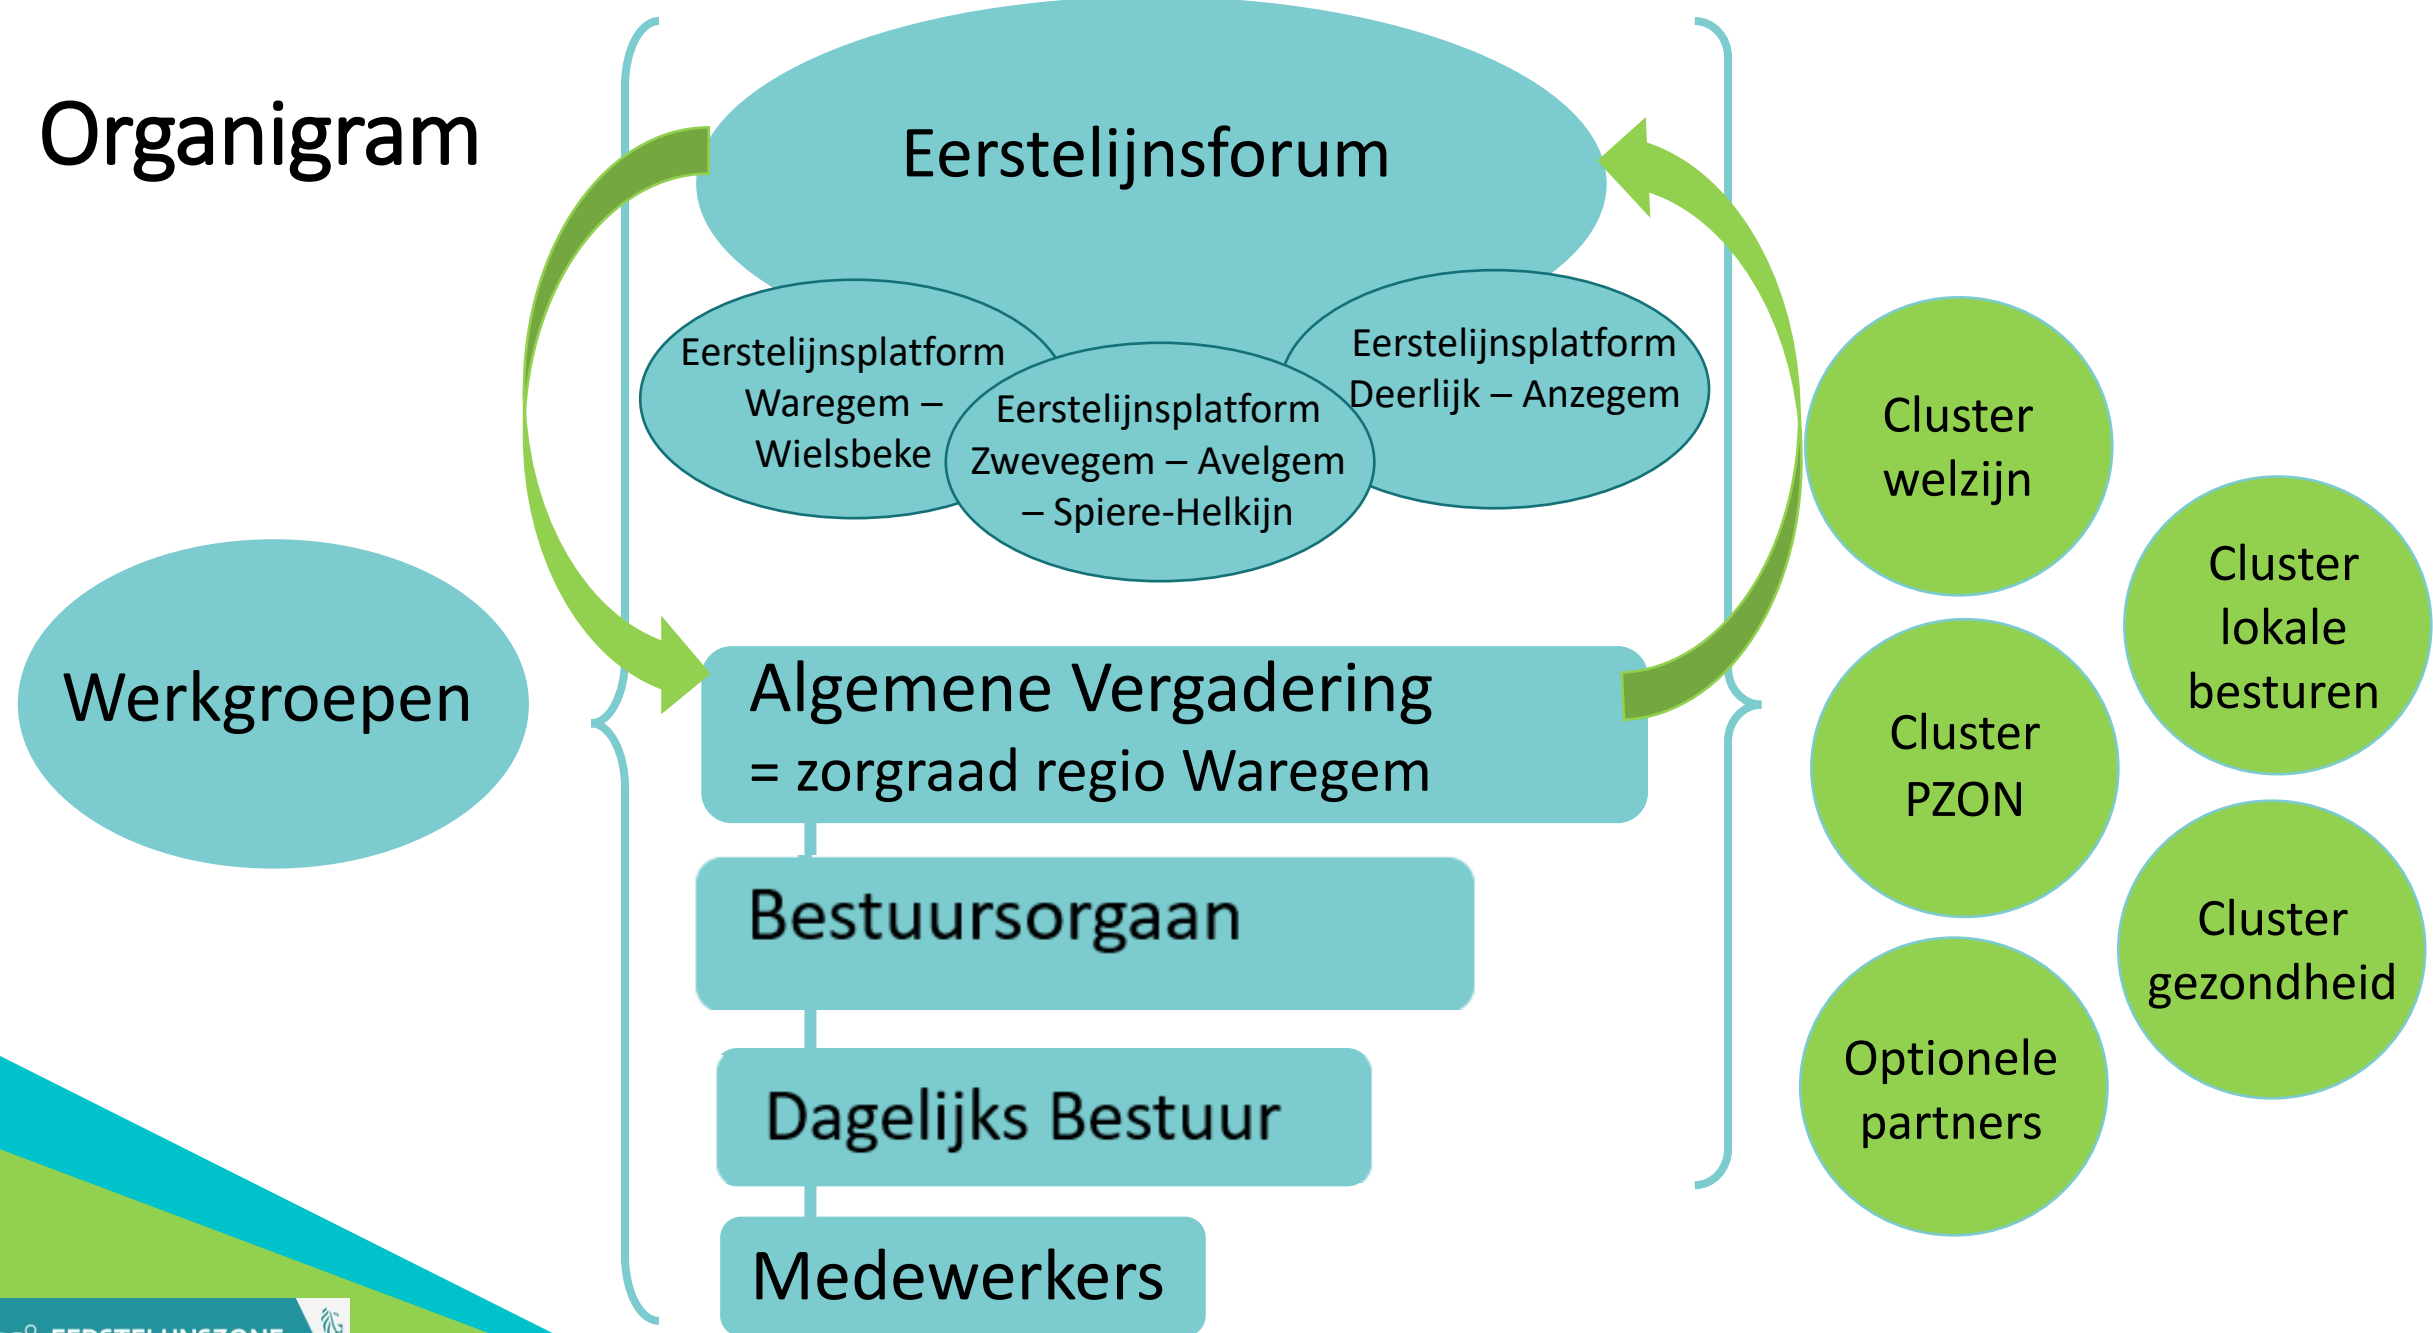 Organigram
Eerstelijnsforum
Eerstelijnsplatform
Waregem –
Wielsbeke
Eerstelijnsplatform
Zwevegem – Avelgem
– Spiere-Helkijn
Eerstelijnsplatform
Deerlijk – Anzegem
Werkgroepen
Algemene Vergadering
= zorgraad regio Waregem
Bestuursorgaan
Dagelijks Bestuur
Medewerkers
Cluster
welzijn
Cluster
lokale
besturen
Cluster
PZON
Cluster
gezondheid
Optionele
partners
EERSTELIJNSZONE